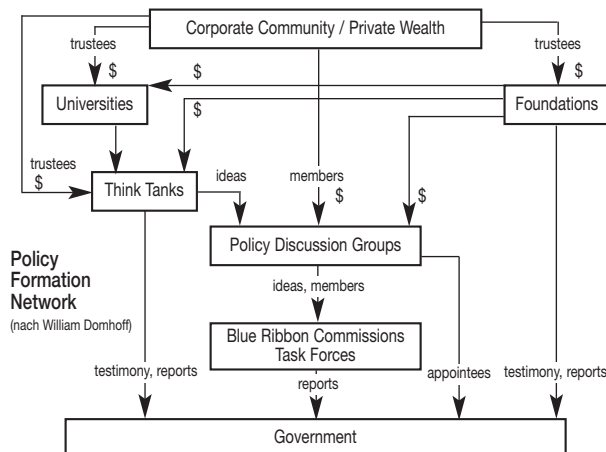 Corporate Community / Private Wealth
trustees
trustees
$
$
$
Universities
Foundations
$
trustees
$
ideas
members
$
$
Think Tanks
Policy Discussion Groups
Policy
Formation
Network
(nach William Domhoff)
ideas, members
Blue Ribbon Commissions
Task Forces
testimony, reports
reports
appointees
testimony, reports
Government